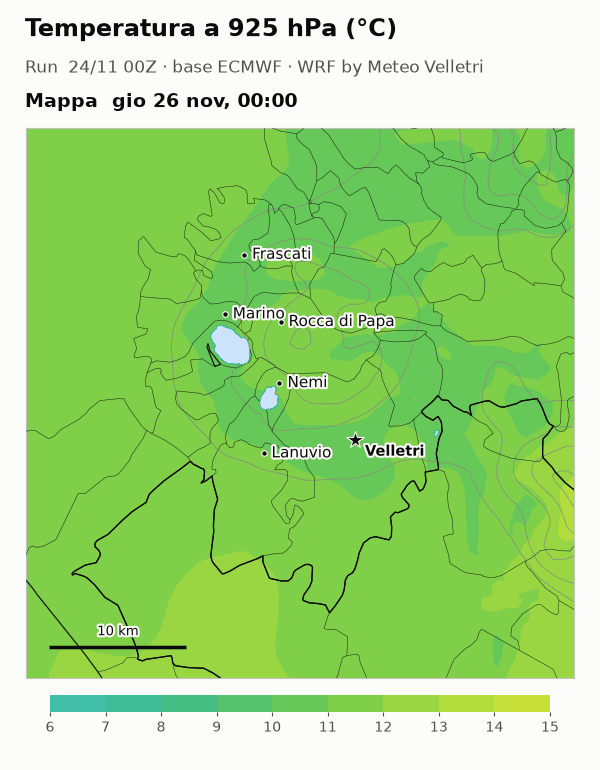 Temperatura a 925 hPa (°C)
Run  24/11 00Z · base ECMWF · WRF by Meteo Velletri
Mappa  gio 26 nov, 00:00
Frascati
Marino
Rocca di Papa
Nemi
Velletri
Lanuvio
10 km
6 7 8 9 10 11 12 13 14 15